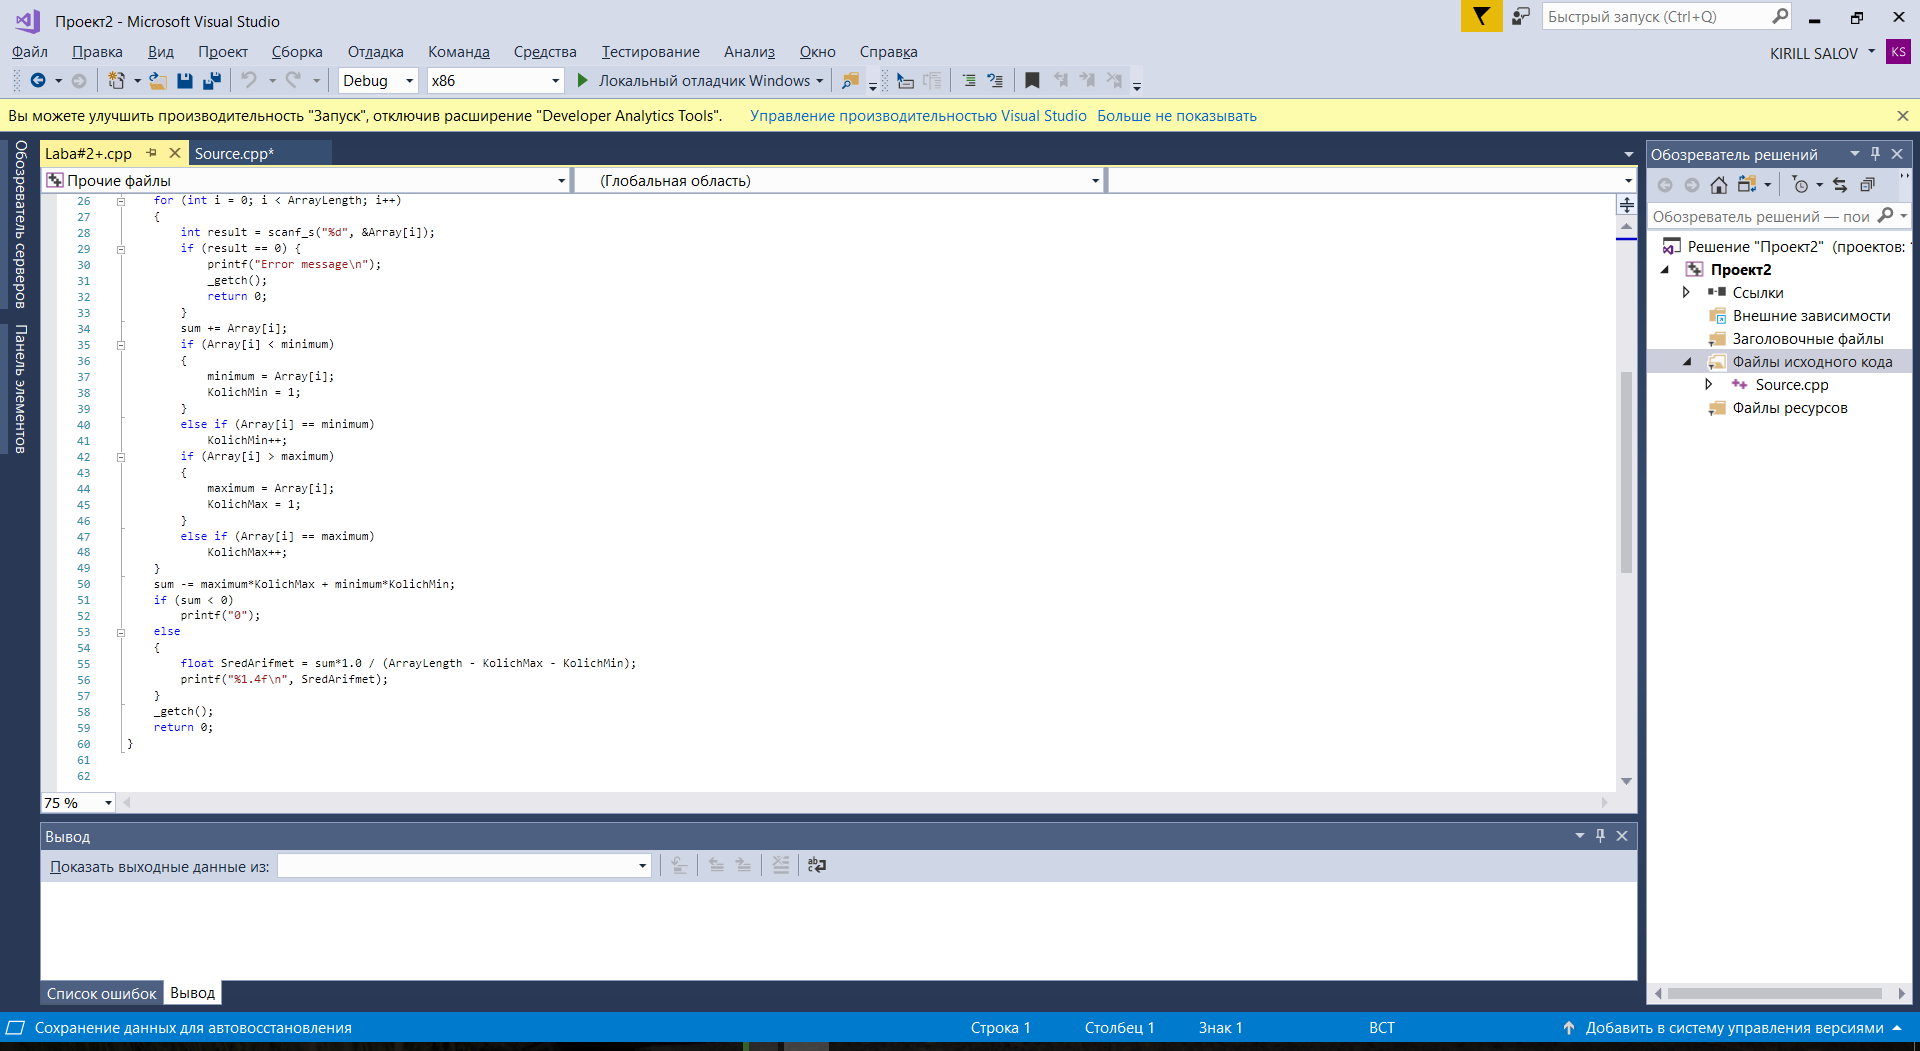 Проект2 - Microsoft Visual Studio
Быстрый запуск (Ctrl+Q)
Файл Правка Вид Проект Сборка Отладка Команда Средства Тестирование Анализ Окно Справка
KIRILL SALOV KS
Debug x86 Локальный отладчик Windows
Вы можете улучшить производительность "Запуск", отключив расширение "Developer Analytics Tools". Управление производительностью Visual Studio Больше не показывать
Обозреватель серверов
Панель элементов
Laba#2+.cpp Source.cpp*
Прочие файлы (Глобальная область)
26 for (int i = 0; i < ArrayLength; i++)
27 {
28 int result = scanf_s("%d", &Array[i]);
29 if (result == 0) {
30 printf("Error message\n");
31 _getch();
32 return 0;
33 }
34 sum += Array[i];
35 if (Array[i] < minimum)
36 {
37 minimum = Array[i];
38 KolichMin = 1;
39 }
40 else if (Array[i] == minimum)
41 KolichMin++;
42 if (Array[i] > maximum)
43 {
44 maximum = Array[i];
45 KolichMax = 1;
46 }
47 else if (Array[i] == maximum)
48 KolichMax++;
49 }
50 sum -= maximum*KolichMax + minimum*KolichMin;
51 if (sum < 0)
52 printf("0");
53 else
54 {
55 float SredArifmet = sum*1.0 / (ArrayLength - KolichMax - KolichMin);
56 printf("%1.4f\n", SredArifmet);
57 }
58 _getch();
59 return 0;
60 }
61
62
75 %
Вывод
Показать выходные данные из:
Список ошибок Вывод
Обозреватель решений
Обозреватель решений — пои
Решение "Проект2" (проектов:
Проект2
Ссылки
Внешние зависимости
Заголовочные файлы
Файлы исходного кода
Source.cpp
Файлы ресурсов
Сохранение данных для автовосстановления Строка 1 Столбец 1 Знак 1 ВСТ Добавить в систему управления версиями